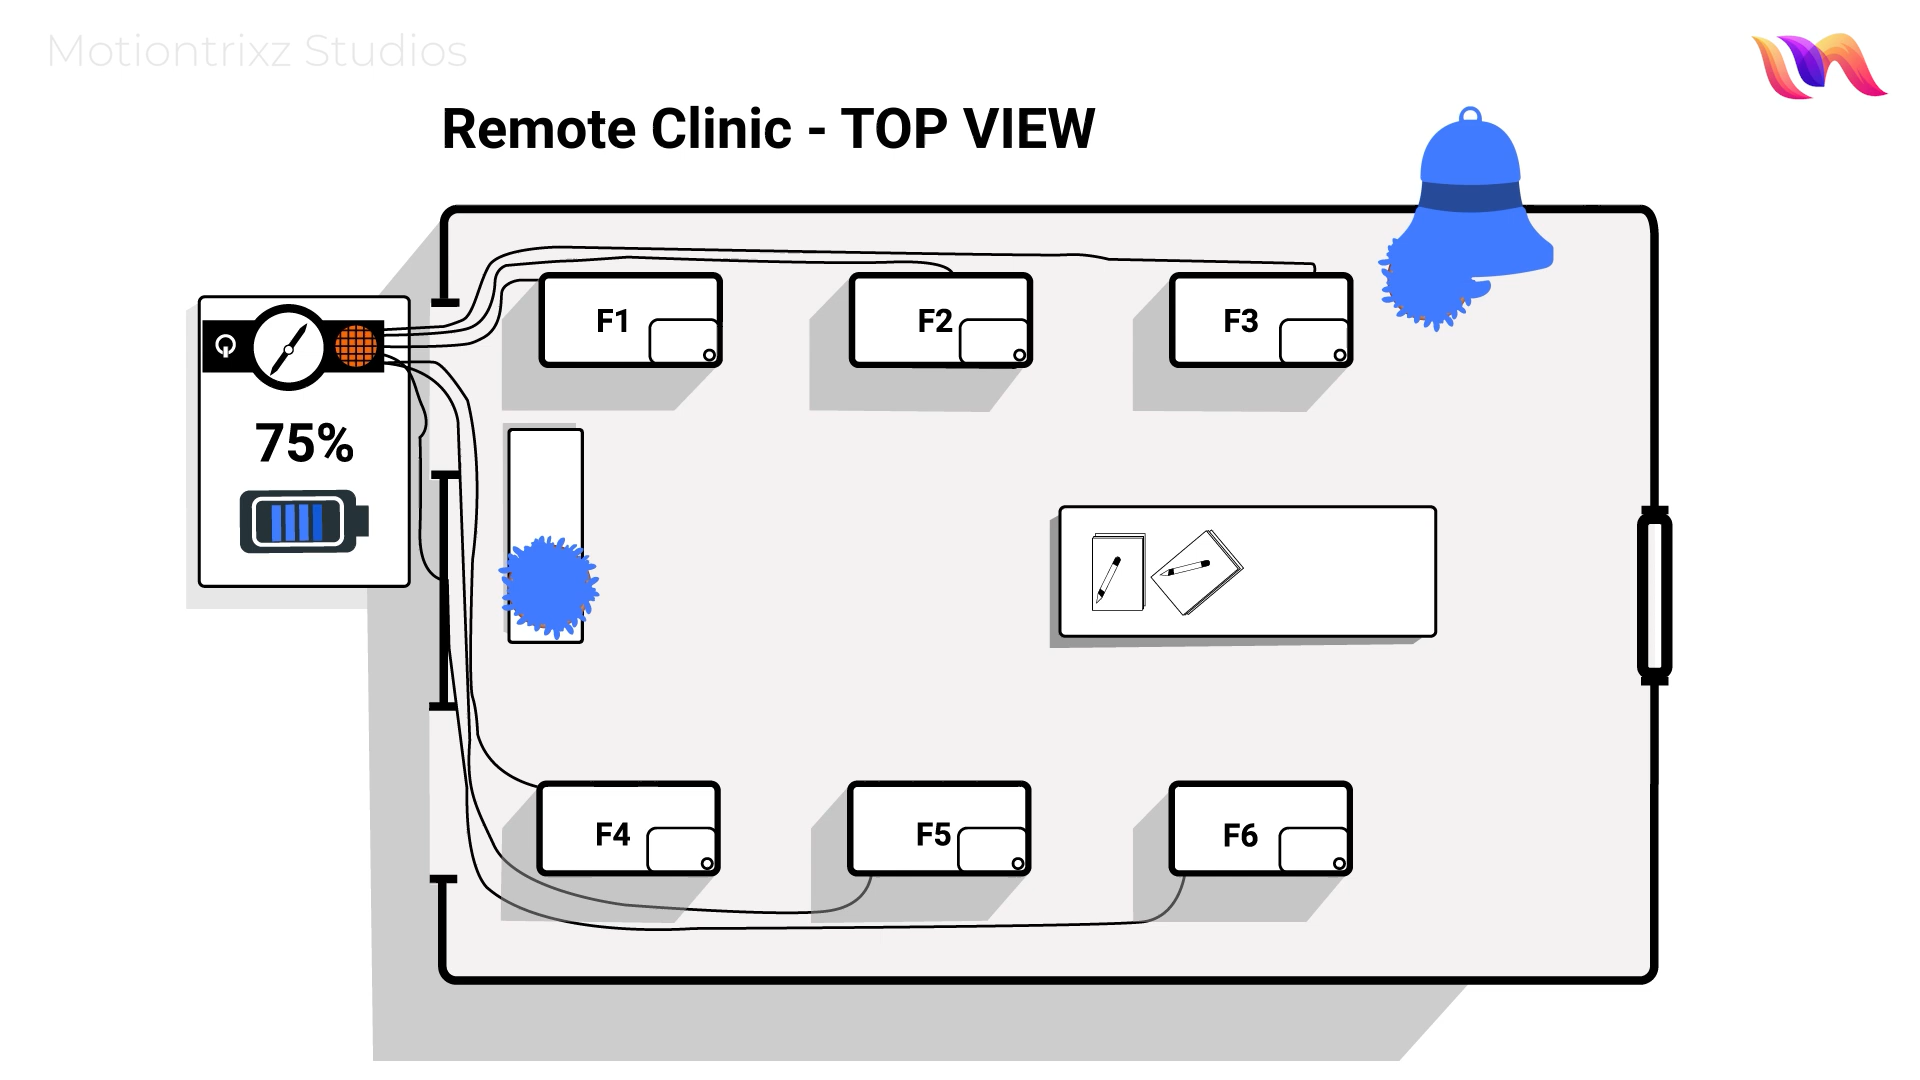 Motiontrixz Studios
Remote Clinic - TOP VIEW
F1
F2
F3
75%
F4
F5
F6